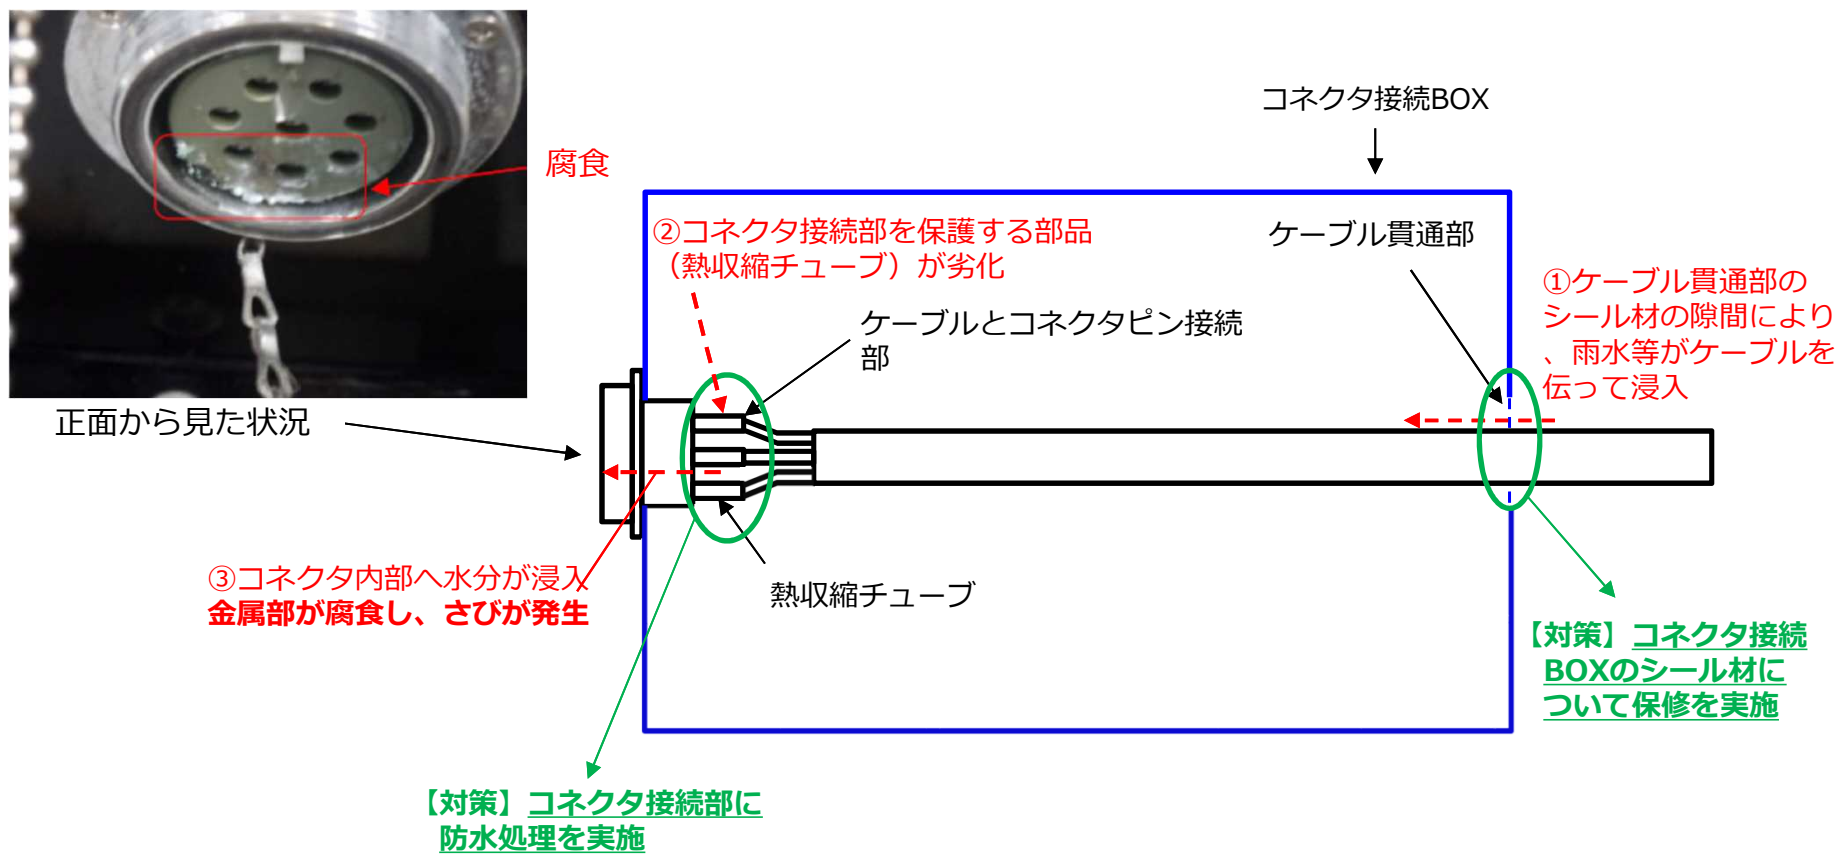 コネクタ接続BOX
腐食
②コネクタ接続部を保護する部品
（熱収縮チューブ）が劣化
ケーブル貫通部
①ケーブル貫通部の
シール材の隙間により
、雨水等がケーブルを
伝って浸入
ケーブルとコネクタピン接続
部
正面から見た状況
③コネクタ内部へ水分が浸入
金属部が腐食し、さびが発生
熱収縮チューブ
【対策】コネクタ接続
BOXのシール材に
ついて保修を実施
【対策】コネクタ接続部に
防水処理を実施